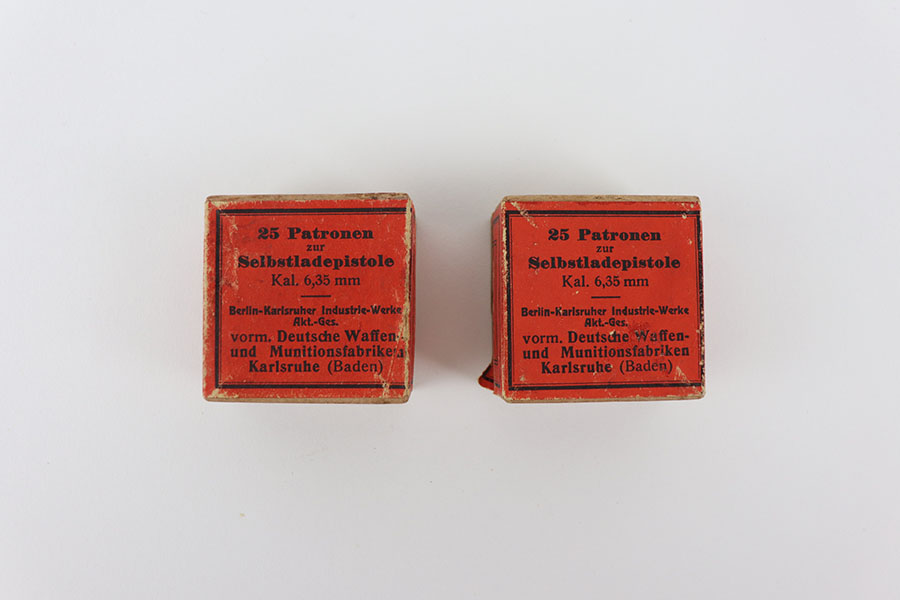 25 Patronen
zur
Selbstladepistole
Kal. 6,35 mm
Berlin-Karlsruher Industrie-Werke
Akt.-Ges.
vorm. Deutsche Waffen-
und Munitionsfabriken
Karlsruhe (Baden)
25 Patronen
zur
Selbstladepistole
Kal. 6,35 mm
Berlin-Karlsruher Industrie-Werke
Akt.-Ges.
vorm. Deutsche Waffen-
und Munitionsfabriken
Karlsruhe (Baden)